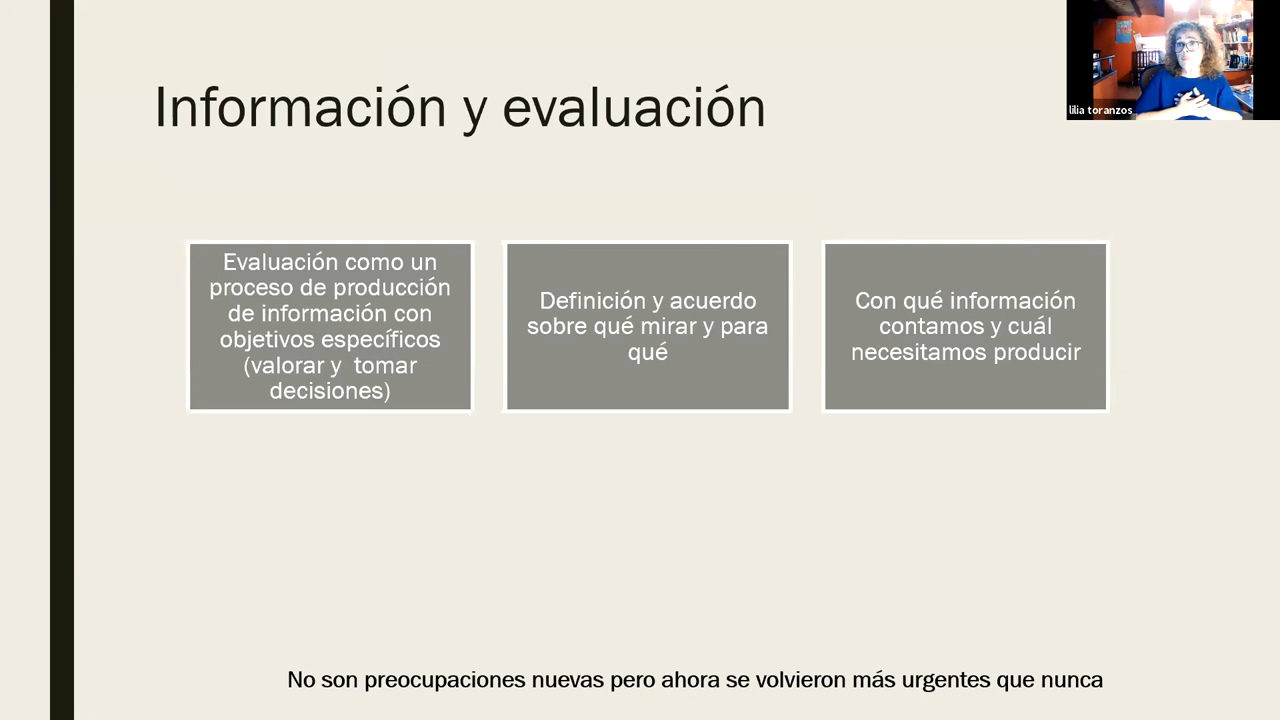 Información y evaluación
lilia toranzos
Evaluación como un
proceso de producción
de información con
objetivos específicos
(valorar y tomar
decisiones)
Definición y acuerdo
sobre qué mirar y para
qué
Con qué información
contamos y cuál
necesitamos producir
No son preocupaciones nuevas pero ahora se volvieron más urgentes que nunca